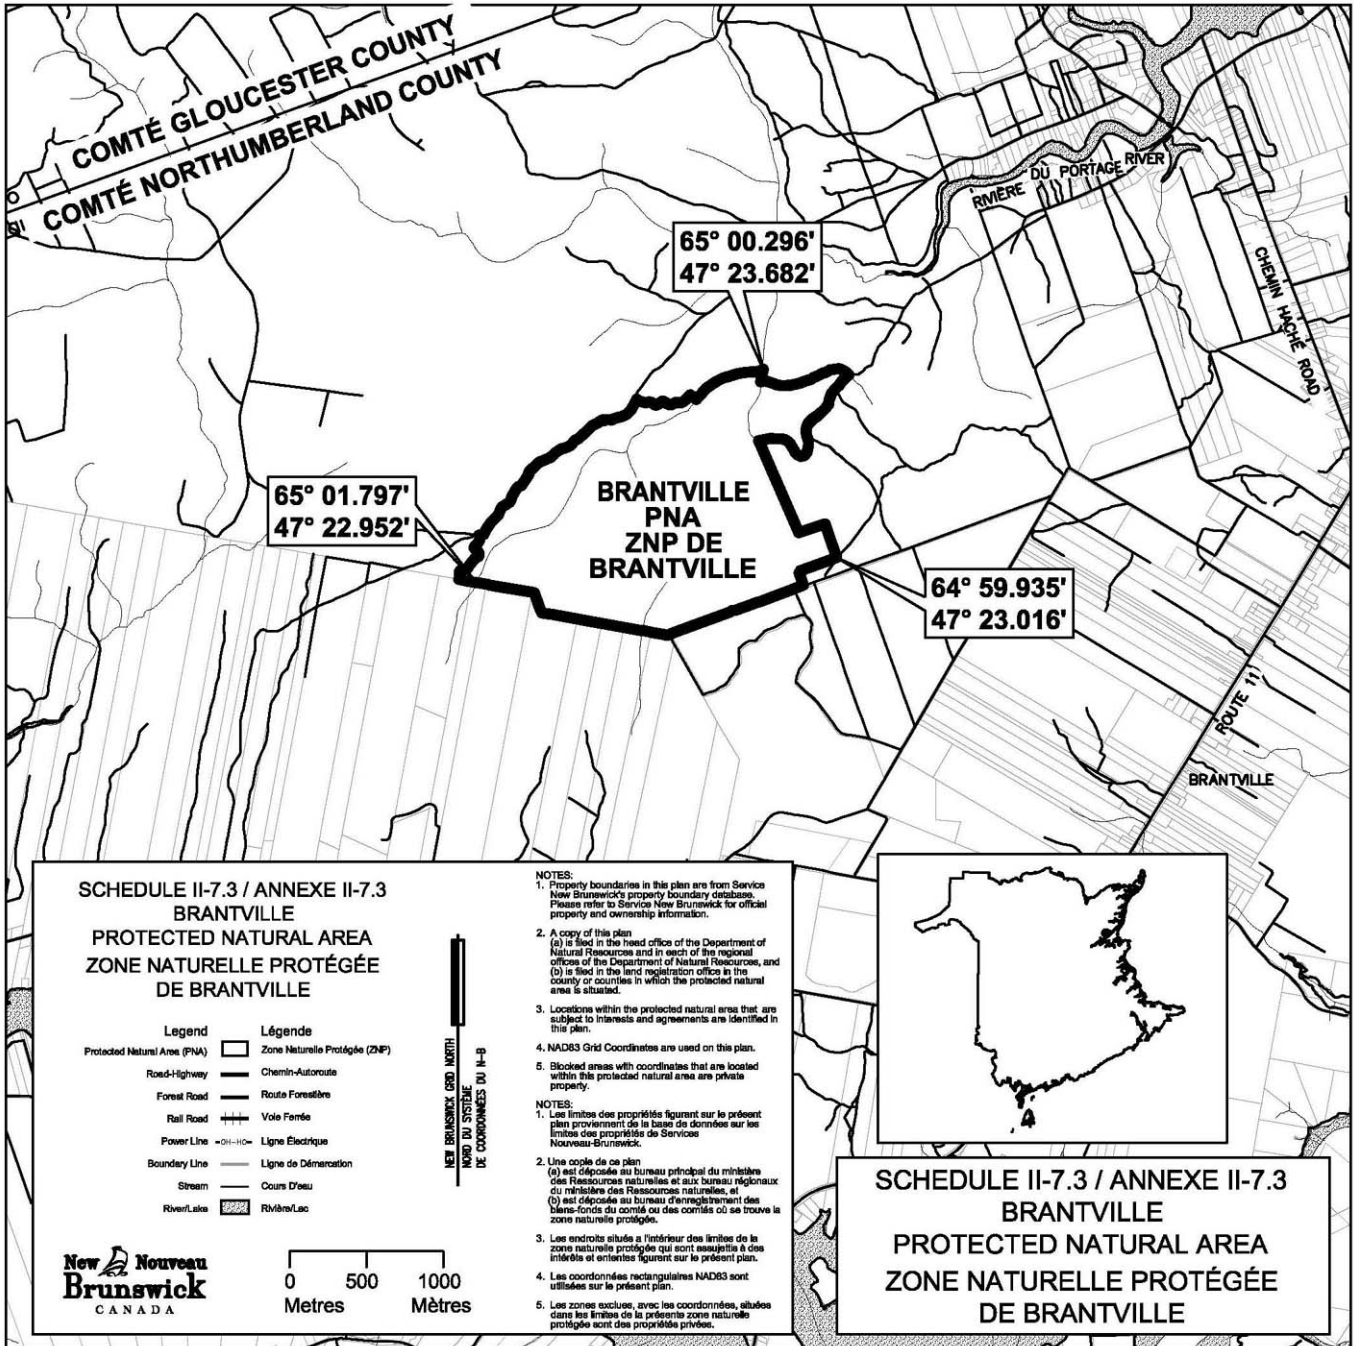 COMTÉ GLOUCESTER COUNTY
COMTÉ NORTHUMBERLAND COUNTY
RIVIÈRE DU PORTAGE RIVER
CHEMIN HACHÉ ROAD
65° 00.296'
47° 23.682'
65° 01.797'
47° 22.952'
BRANTVILLE
PNA
ZNP DE
BRANTVILLE
64° 59.935'
47° 23.016'
ROUTE 11
BRANTVILLE
SCHEDULE II-7.3 / ANNEXE II-7.3
BRANTVILLE
PROTECTED NATURAL AREA
ZONE NATURELLE PROTÉGÉE
DE BRANTVILLE
Legend Légende
Protected Natural Area (PNA) Zone Naturelle Protégée (ZNP)
Road-Highway Chemin-Autoroute
Forest Road Route Forestière
Rail Road Voie Ferrée
Power Line -OH-HO- Ligne Électrique
Boundary Line Ligne de Démarcation
Stream Cours D'eau
River/Lake Rivière/Lac
NEW BRUNSWICK GRID NORTH
NORD DU SYSTÈME
DE COORDONNÉES DU N-B
New Nouveau
Brunswick
CANADA
0 500 1000
Metres Mètres
NOTES:
1. Property boundaries in this plan are from Service
New Brunswick's property boundary database.
Please refer to Service New Brunswick for official
property and ownership information.
2. A copy of this plan
(a) is filed in the head office of the Department of
Natural Resources and in each of the regional
offices of the Department of Natural Resources, and
(b) is filed in the land registration office in the
county or counties in which the protected natural
area is situated.
3. Locations within the protected natural area that are
subject to interests and agreements are identified in
this plan.
4. NAD83 Grid Coordinates are used on this plan.
5. Blocked areas with coordinates that are located
within this protected natural area are private
property.
NOTES:
1. Les limites des propriétés figurant sur le présent
plan proviennent de la base de données sur les
limites des propriétés de Services
Nouveau-Brunswick.
2. Une copie de ce plan
(a) est déposée au bureau principal du ministère
des Ressources naturelles et aux bureau régionaux
du ministère des Ressources naturelles, et
(b) est déposée au bureau d'enregistrement des
biens-fonds du comté ou des comtés où se trouve la
zone naturelle protégée.
3. Les endroits situés a l'intérieur des limites de la
zone naturelle protégée qui sont assujettis à des
intérêts et ententes figurent sur le présent plan.
4. Les coordonnées rectangulaires NAD83 sont
utilisées sur le présent plan.
5. Les zones exclues, avec les coordonnées, situées
dans les limites de la présente zone naturelle
protégée sont des propriétés privées.
SCHEDULE II-7.3 / ANNEXE II-7.3
BRANTVILLE
PROTECTED NATURAL AREA
ZONE NATURELLE PROTÉGÉE
DE BRANTVILLE